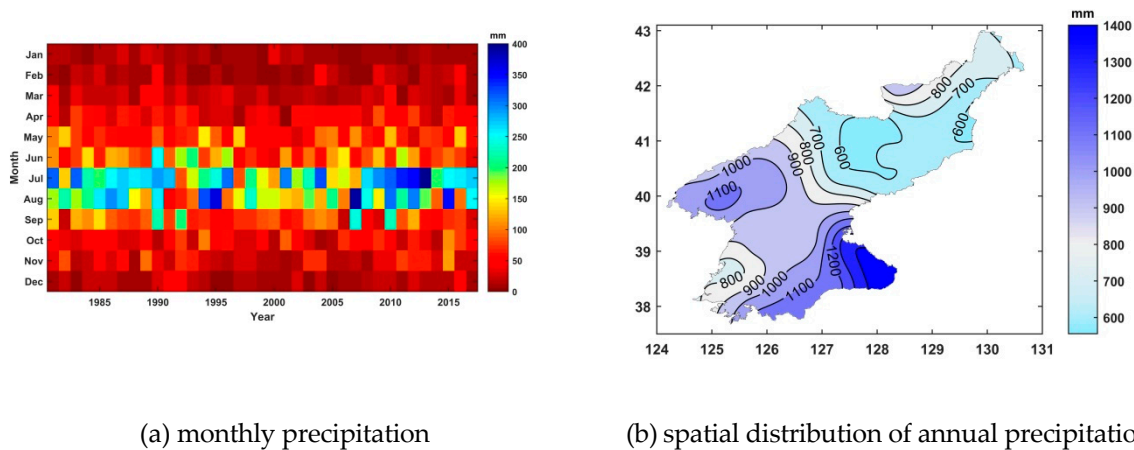 mm
400
350
300
250
200
150
100
50
0
Jan
Feb
Mar
Apr
May
Jun
Jul
Aug
Sep
Oct
Nov
Dec
Month
1985 1990 1995 2000 2005 2010 2015
Year
mm
1400
1300
1200
1100
1000
900
800
700
600
43
42
41
40
39
38
124 125 126 127 128 129 130 131
800
700
600
700
800
900
600
1000
1100
1200
800
900
1000
1100
(a) monthly precipitation
(b) spatial distribution of annual precipitatio